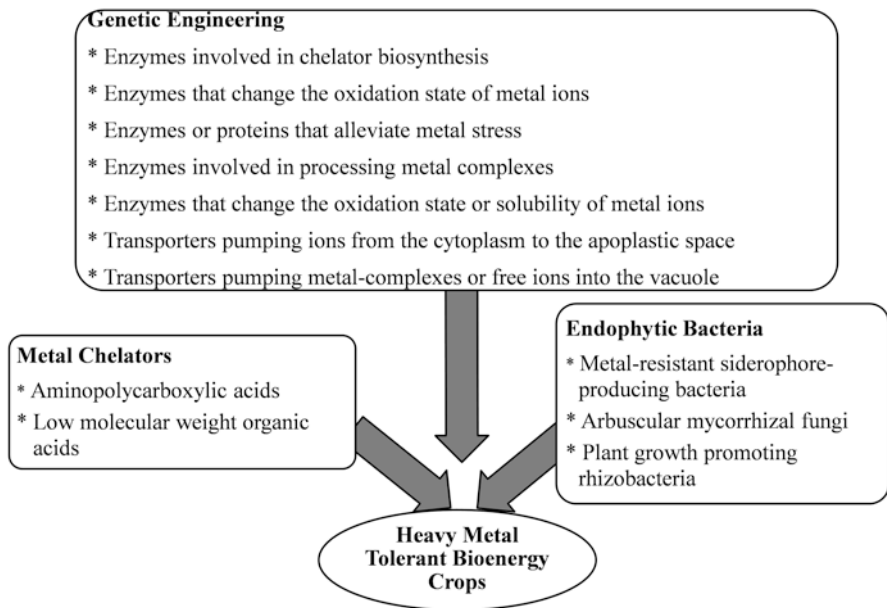 Genetic Engineering
* Enzymes involved in chelator biosynthesis
* Enzymes that change the oxidation state of metal ions
* Enzymes or proteins that alleviate metal stress
* Enzymes involved in processing metal complexes
* Enzymes that change the oxidation state or solubility of metal ions
* Transporters pumping ions from the cytoplasm to the apoplastic space
* Transporters pumping metal-complexes or free ions into the vacuole
Metal Chelators
* Aminopolycarboxylic acids
* Low molecular weight organic
acids
Endophytic Bacteria
* Metal-resistant siderophore-
producing bacteria
* Arbuscular mycorrhizal fungi
* Plant growth promoting
rhizobacteria
Heavy Metal
Tolerant Bioenergy
Crops